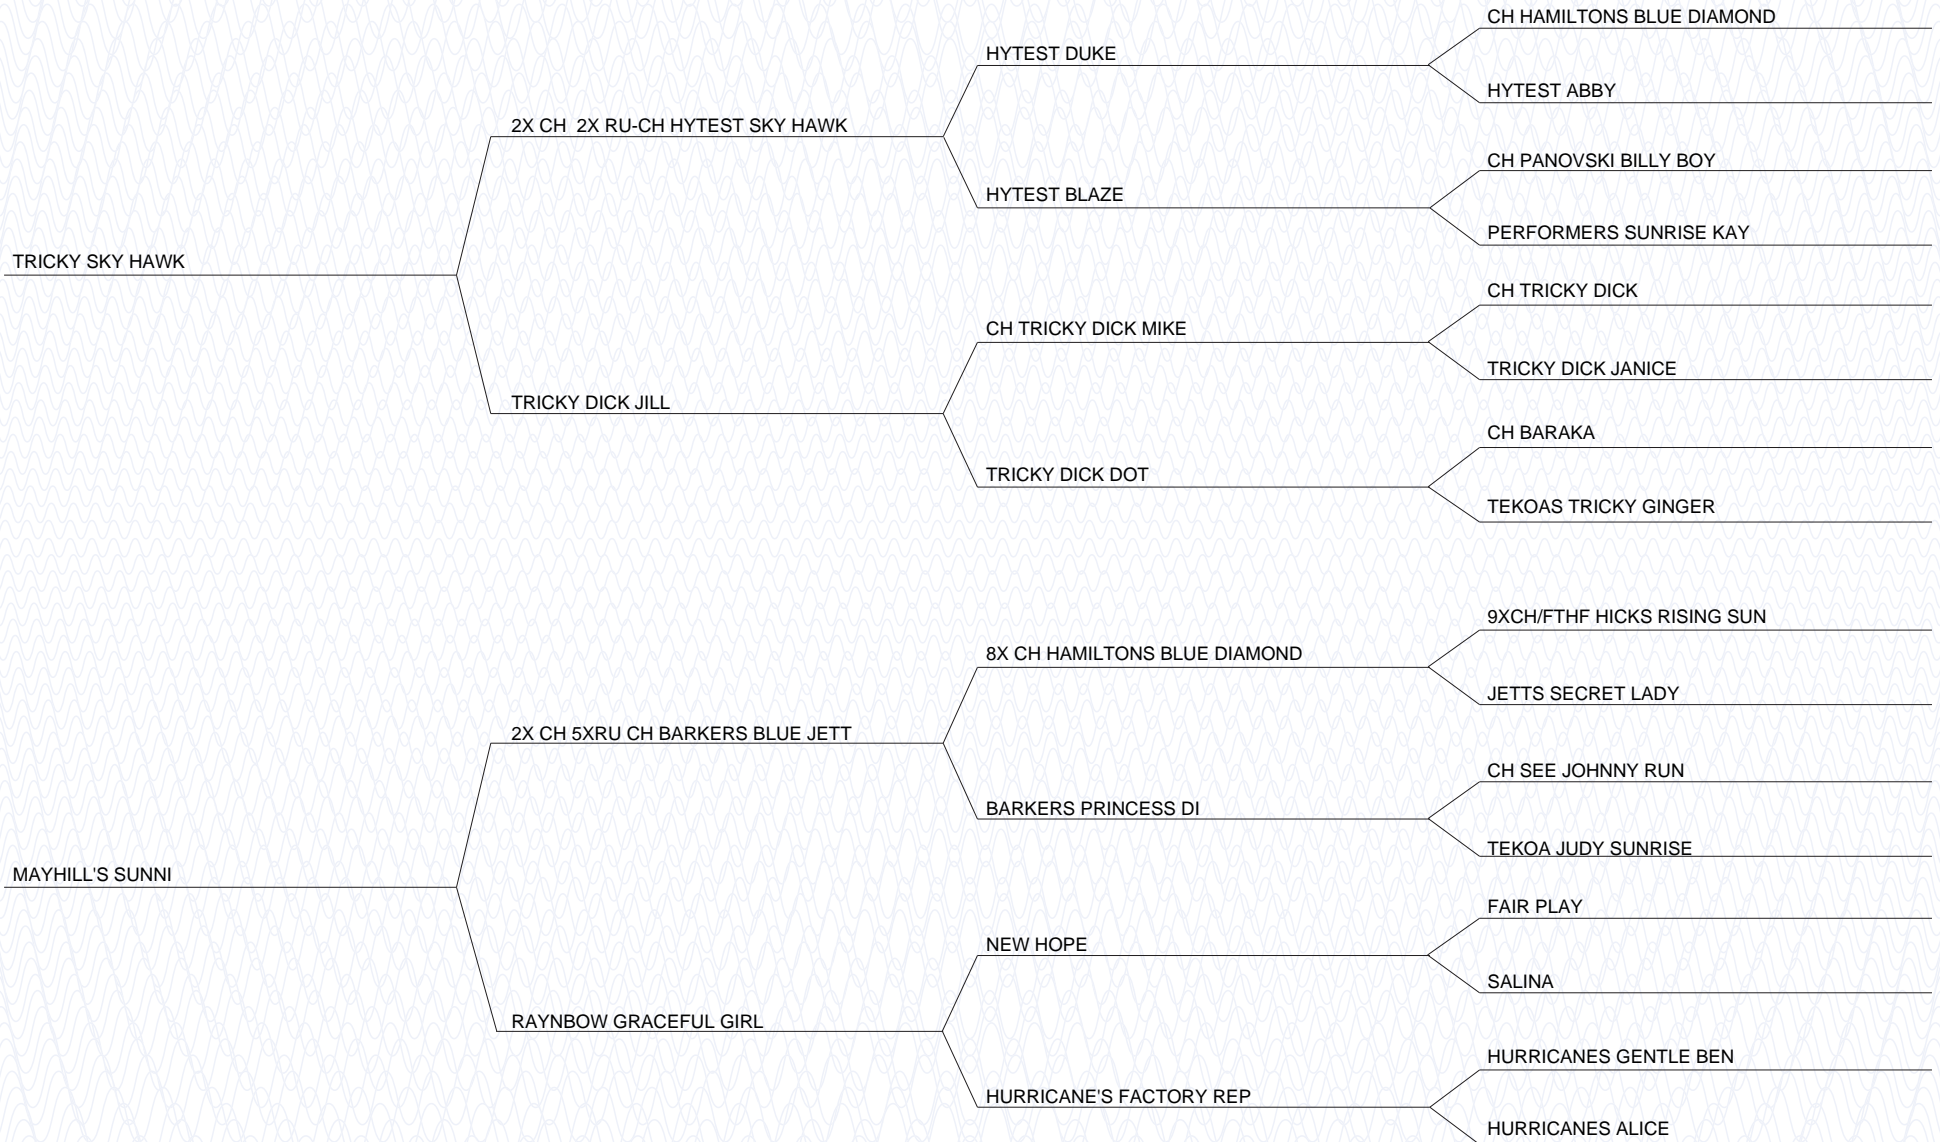 CH HAMILTONS BLUE DIAMOND
HYTEST DUKE
HYTEST ABBY
2X CH  2X RU-CH HYTEST SKY HAWK
CH PANOVSKI BILLY BOY
HYTEST BLAZE
PERFORMERS SUNRISE KAY
TRICKY SKY HAWK
CH TRICKY DICK
CH TRICKY DICK MIKE
TRICKY DICK JANICE
TRICKY DICK JILL
CH BARAKA
TRICKY DICK DOT
TEKOAS TRICKY GINGER
9XCH/FTHF HICKS RISING SUN
8X CH HAMILTONS BLUE DIAMOND
JETTS SECRET LADY
2X CH 5XRU CH BARKERS BLUE JETT
CH SEE JOHNNY RUN
BARKERS PRINCESS DI
TEKOA JUDY SUNRISE
MAYHILL'S SUNNI
FAIR PLAY
NEW HOPE
SALINA
RAYNBOW GRACEFUL GIRL
HURRICANES GENTLE BEN
HURRICANE'S FACTORY REP
HURRICANES ALICE